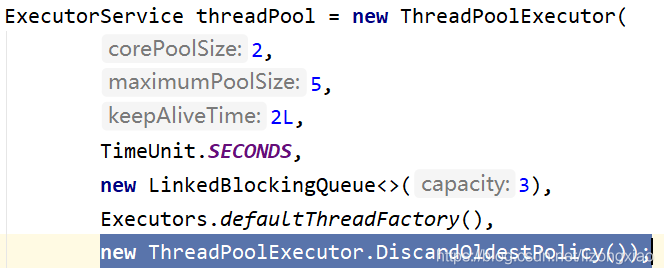 ExecutorService threadPool = new ThreadPoolExecutor(
corePoolSize: 2,
maximumPoolSize: 5,
keepAliveTime: 2L,
TimeUnit.SECONDS,
new LinkedBlockingQueue<>( capacity: 3),
Executors.defaultThreadFactory(),
new ThreadPoolExecutor.DiscardOldestPolicy());
https://blog.csdn.net/lizongxiao